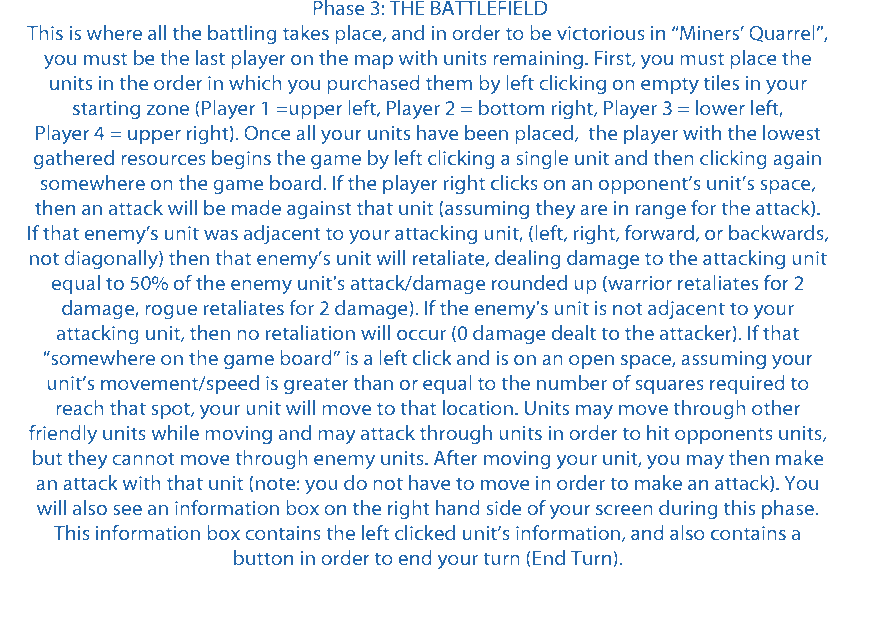 Phase 3: THE BATTLEFIELD
This is where all the battling takes place, and in order to be victorious in “Miners’ Quarrel”,
you must be the last player on the map with units remaining. First, you must place the
units in the order in which you purchased them by left clicking on empty tiles in your
starting zone (Player 1 =upper left, Player 2 = bottom right, Player 3 = lower left,
Player 4 = upper right). Once all your units have been placed,  the player with the lowest
gathered resources begins the game by left clicking a single unit and then clicking again
somewhere on the game board. If the player right clicks on an opponent’s unit’s space,
then an attack will be made against that unit (assuming they are in range for the attack).
If that enemy’s unit was adjacent to your attacking unit, (left, right, forward, or backwards,
not diagonally) then that enemy’s unit will retaliate, dealing damage to the attacking unit
equal to 50% of the enemy unit's attack/damage rounded up (warrior retaliates for 2
damage, rogue retaliates for 2 damage). If the enemy's unit is not adjacent to your
attacking unit, then no retaliation will occur (0 damage dealt to the attacker). If that
“somewhere on the game board” is a left click and is on an open space, assuming your
unit’s movement/speed is greater than or equal to the number of squares required to
reach that spot, your unit will move to that location. Units may move through other
friendly units while moving and may attack through units in order to hit opponents units,
but they cannot move through enemy units. After moving your unit, you may then make
an attack with that unit (note: you do not have to move in order to make an attack). You
will also see an information box on the right hand side of your screen during this phase.
This information box contains the left clicked unit’s information, and also contains a
button in order to end your turn (End Turn).